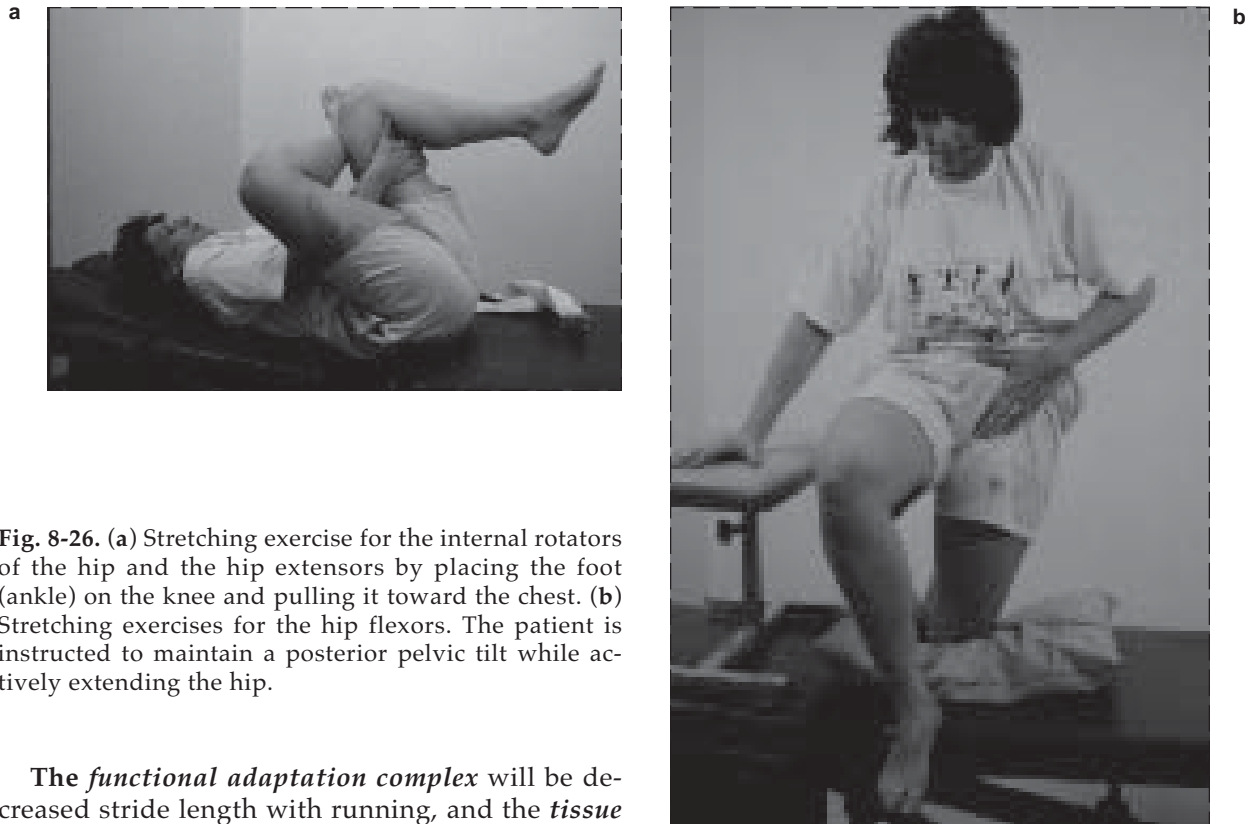 a
b
Fig. 8-26. (a) Stretching exercise for the internal rotators
of the hip and the hip extensors by placing the foot
(ankle) on the knee and pulling it toward the chest. (b)
Stretching exercises for the hip flexors. The patient is
instructed to maintain a posterior pelvic tilt while ac-
tively extending the hip.
The functional adaptation complex will be de-
creased stride length with running, and the tissue